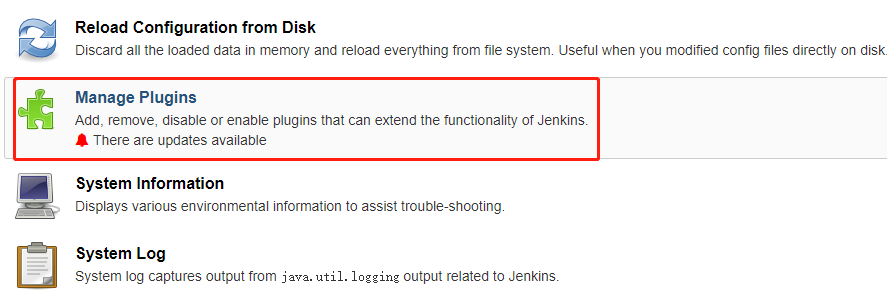 Reload Configuration from Disk
Discard all the loaded data in memory and reload everything from file system. Useful when you modified config files directly on disk.
Manage Plugins
Add, remove, disable or enable plugins that can extend the functionality of Jenkins.
There are updates available
System Information
Displays various environmental information to assist trouble-shooting.
System Log
System log captures output from java.util.logging output related to Jenkins.